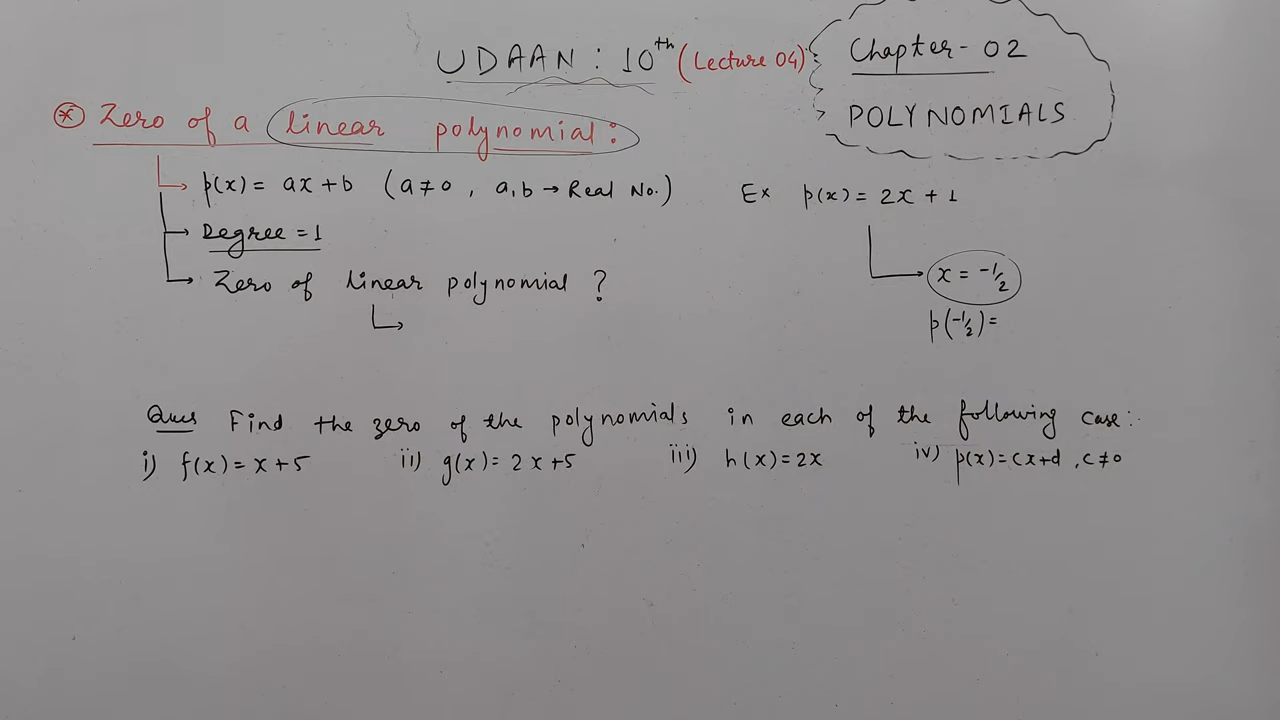 UDAAN : 10th (Lecture 04)
Chapter - 02
POLYNOMIALS
* Zero of a linear polynomial :
p(x) = ax + b (a ≠ 0 , a, b → Real No.)
Degree = 1
Zero of linear polynomial ?
Ex p(x) = 2x + 1
x = -1/2
p(-1/2) =
Ques Find the zero of the polynomials in each of the following case :.
i) f(x) = x + 5 ii) g(x) = 2x + 5 iii) h(x) = 2x iv) p(x) = cx + d , c ≠ 0